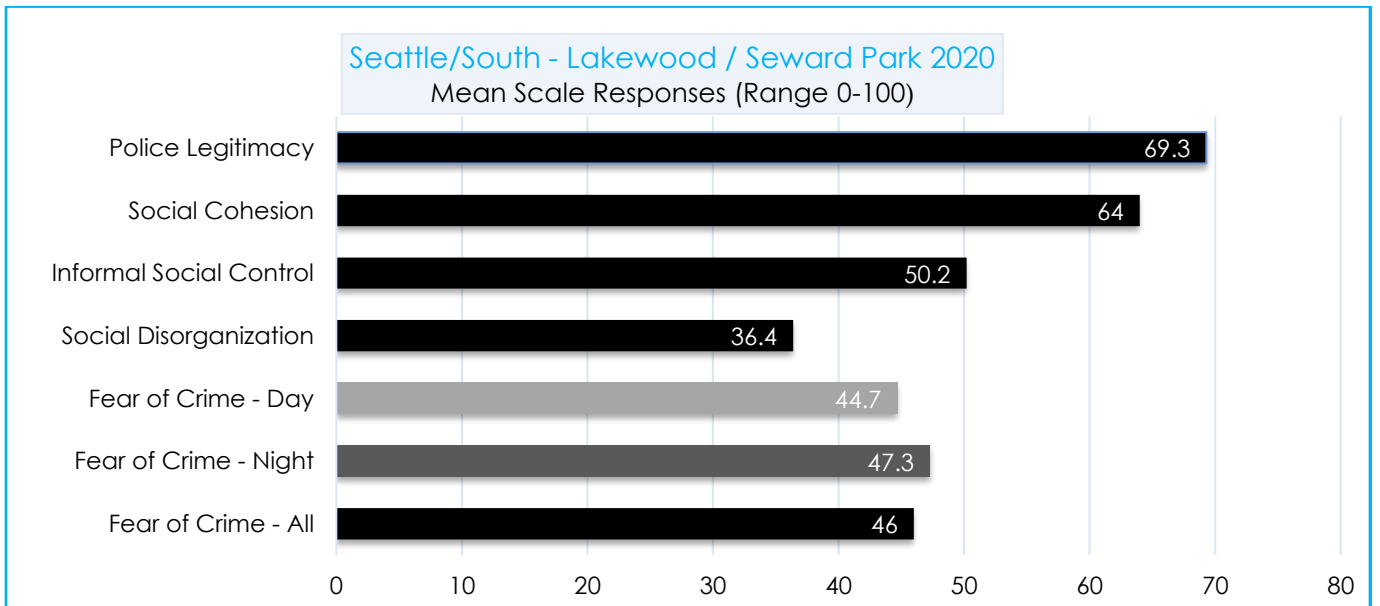 Seattle/South - Lakewood / Seward Park 2020
Mean Scale Responses (Range 0-100)
Police Legitimacy 69.3
Social Cohesion 64
Informal Social Control 50.2
Social Disorganization 36.4
Fear of Crime - Day 44.7
Fear of Crime - Night 47.3
Fear of Crime - All 46
0 10 20 30 40 50 60 70 80